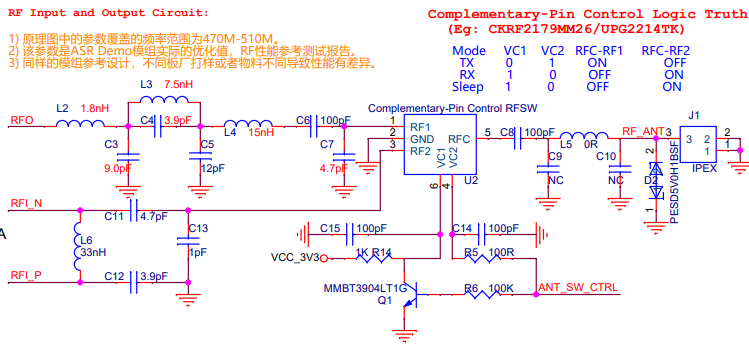 RF Input and Output Circuit:
Complementary-Pin Control Logic Truth
(Eg: CKRF2179MM26/UPG2214TK)
1) 原理图中的参数覆盖的频率范围为470M-510M。
2) 该参数是ASR Demo模组实际的优化值，RF性能参考测试报告。
3) 同样的模组参考设计，不同板厂打样或者物料不同导致性能有差异。
Mode VC1 VC2 RFC-RF1 RFC-RF2
TX 0 1 ON OFF
RX 1 0 OFF ON
Sleep 1 0 OFF ON
L3 7.5nH
L2 1.8nH
C4 3.9pF
L4 15nH
C6 100pF
Complementary-Pin Control RFSW
RFO
1 RF1
2 GND
3 RF2
RFC 5
VC1 6
VC2 4
U2
C8 100pF
L5 0R
RF_ANT
J1
3 3 2 2
1 1
IPEX
C3 9.0pF
C5 12pF
C7 4.7pF
C9 NC
C10 NC
2 D2 1
PESD5V0H1BSF
RFI_N
C11 4.7pF
L6 33nH
C13 1pF
RFI_P
C12 3.9pF
A
C15 100pF
C14 100pF
VCC_3V3
1K R14
R5 100R
MMBT3904LT1G
Q1
R6 100K
ANT_SW_CTRL